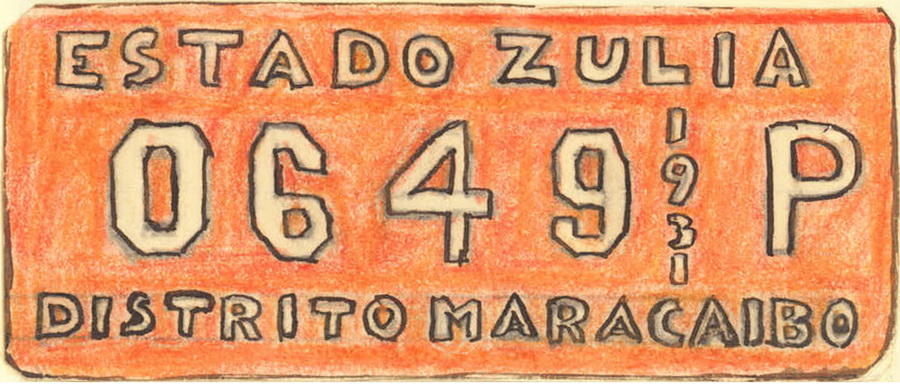 ESTADO ZULIA
0649 1931 P
DISTRITO MARACAIBO